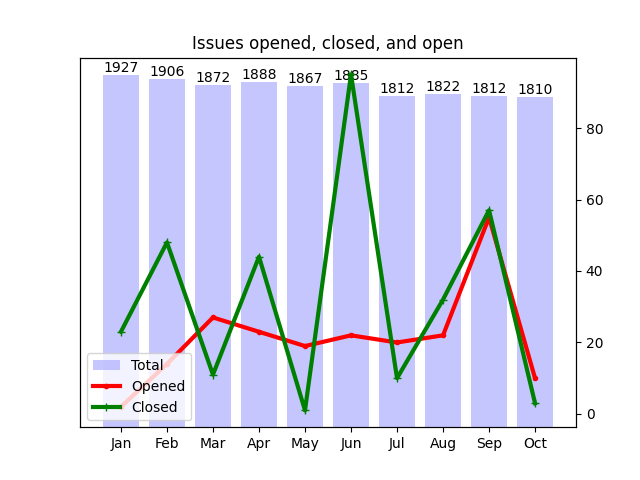 Issues opened, closed, and open
1927 1906 1872 1888 1867 1885 1812 1822 1812 1810
80
60
40
20
0
Total
Opened
Closed
Jan Feb Mar Apr May Jun Jul Aug Sep Oct